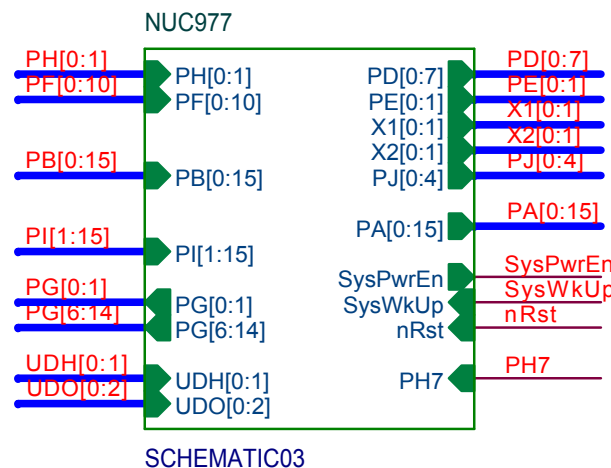 NUC977
PH[0:1] PH[0:1] PD[0:7] PD[0:7]
PF[0:10] PF[0:10] PE[0:1] PE[0:1]
X1[0:1] X1[0:1]
X2[0:1] X2[0:1]
PB[0:15] PB[0:15] PJ[0:4] PJ[0:4]
PA[0:15] PA[0:15]
PI[1:15] PI[1:15]
SysPwrEn SysPwrEn
PG[0:1] PG[0:1] SysWkUp SysWkUp
PG[6:14] PG[6:14] nRst nRst
UDH[0:1] UDH[0:1] PH7 PH7
UDO[0:2] UDO[0:2]
SCHEMATIC03